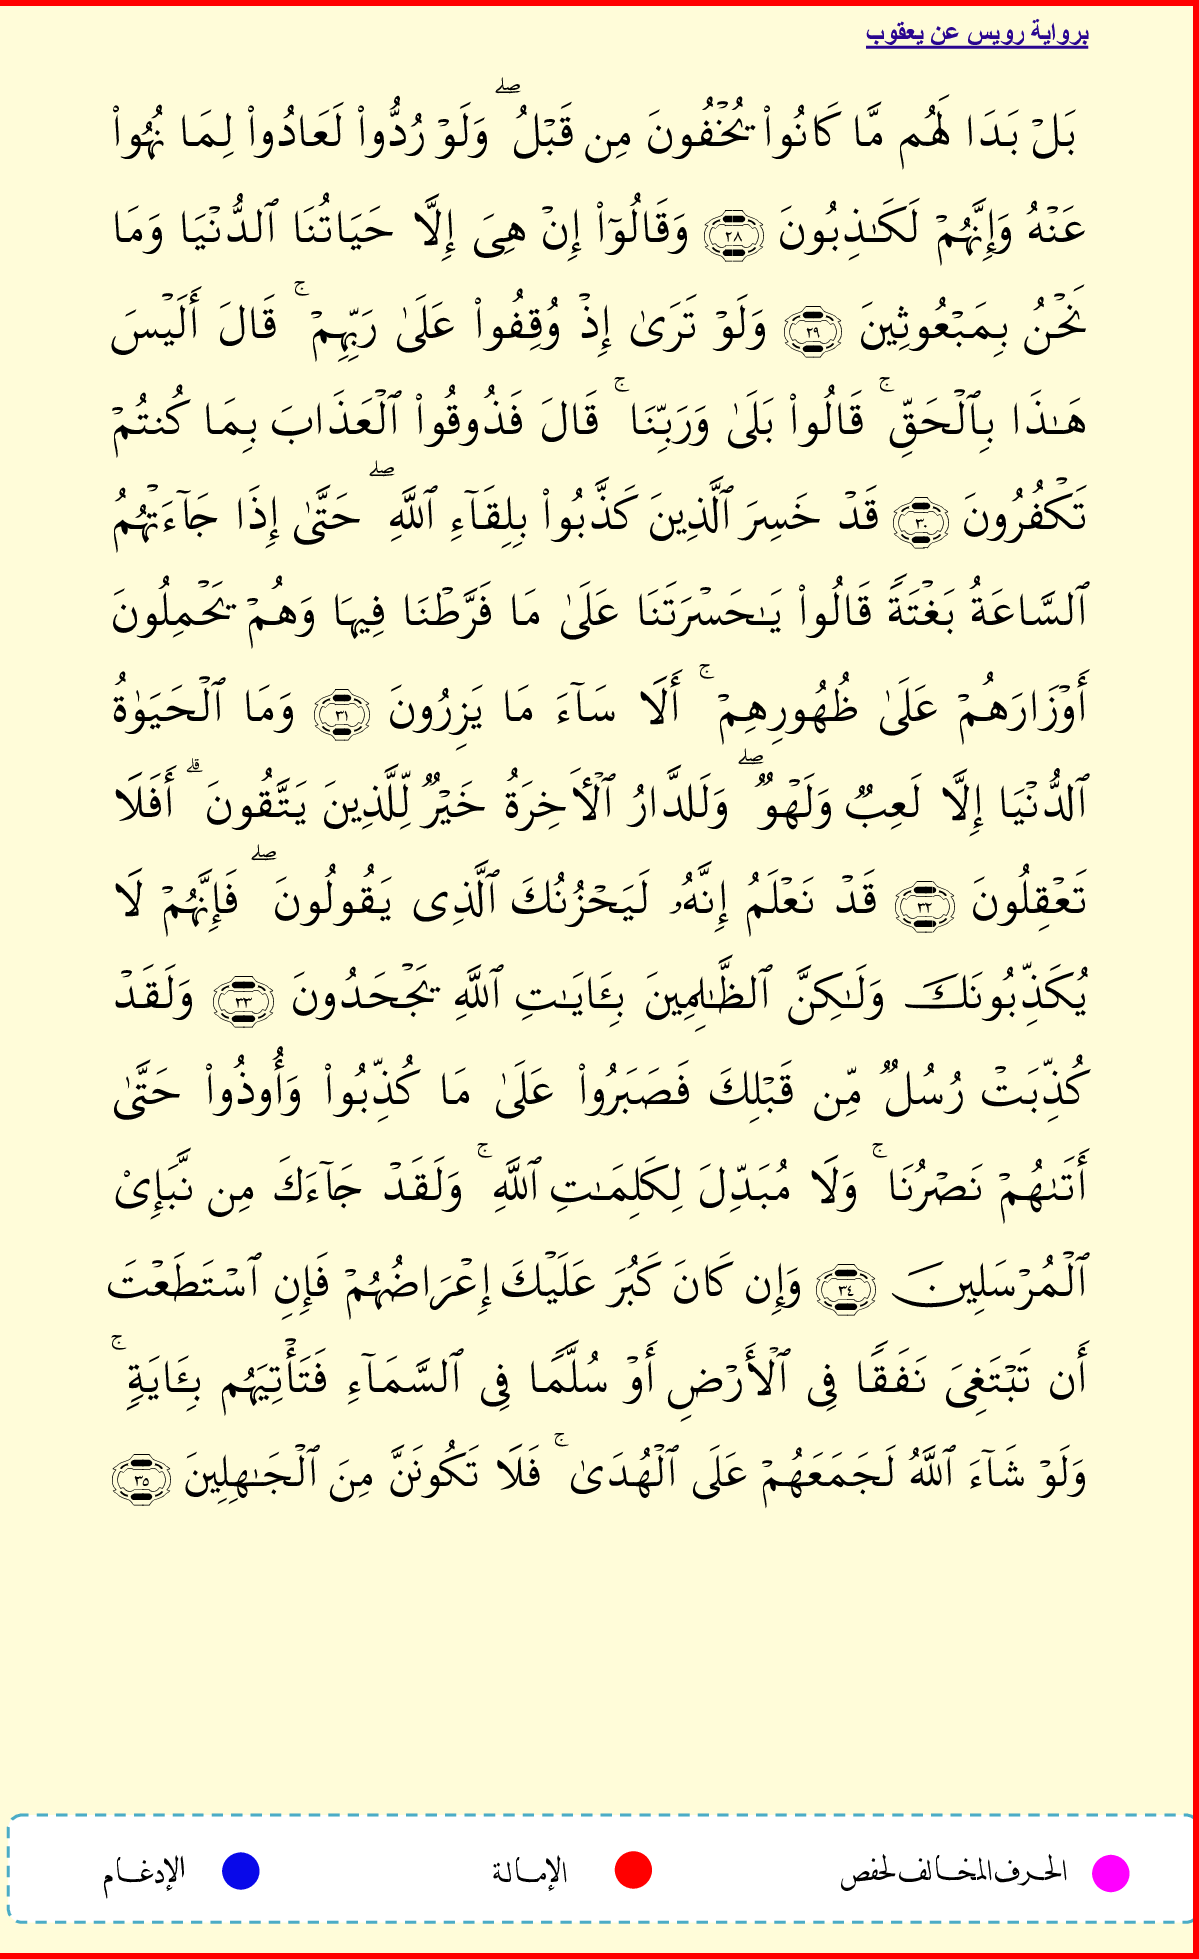 برواية رويس عن يعقوب
بَلۡ بَدَا لَهُم مَّا كَانُواْ يُخۡفُونَ مِن قَبۡلُۖ وَلَوۡ رُدُّواْ لَعَادُواْ لِمَا نُهُواْ
عَنۡهُ وَإِنَّهُمۡ لَكَٰذِبُونَ ٢٨ وَقَالُوٓاْ إِنۡ هِىَ إِلَّا حَيَاتُنَا ٱلدُّنۡيَا وَمَا
نَحۡنُ بِمَبۡعُوثِينَ ٢٩ وَلَوۡ تَرَىٰ إِذۡ وُقِفُواْ عَلَىٰ رَبِّهِمۡۚ قَالَ أَلَيۡسَ
هَٰذَا بِٱلۡحَقِّۚ قَالُواْ بَلَىٰ وَرَبِّنَاۚ قَالَ فَذُوقُواْ ٱلۡعَذَابَ بِمَا كُنتُمۡ
تَكۡفُرُونَ ٣٠ قَدۡ خَسِرَ ٱلَّذِينَ كَذَّبُواْ بِلِقَآءِ ٱللَّهِۖ حَتَّىٰ إِذَا جَآءَتۡهُمُ
ٱلسَّاعَةُ بَغۡتَةً قَالُواْ يَٰحَسۡرَتَنَا عَلَىٰ مَا فَرَّطۡنَا فِيهَا وَهُمۡ يَحۡمِلُونَ
أَوۡزَارَهُمۡ عَلَىٰ ظُهُورِهِمۡۚ أَلَا سَآءَ مَا يَزِرُونَ ٣١ وَمَا ٱلۡحَيَوٰةُ
ٱلدُّنۡيَا إِلَّا لَعِبٌ وَلَهۡوٌۖ وَلَلدَّارُ ٱلۡأَخِرَةُ خَيۡرٌ لِّلَّذِينَ يَتَّقُونَۗ أَفَلَا
تَعۡقِلُونَ ٣٢ قَدۡ نَعۡلَمُ إِنَّهُۥ لَيَحۡزُنُكَ ٱلَّذِى يَقُولُونَۖ فَإِنَّهُمۡ لَا
يُكَذِّبُونَكَ وَلَٰكِنَّ ٱلظَّٰلِمِينَ بِـَٔايَٰتِ ٱللَّهِ يَجۡحَدُونَ ٣٣ وَلَقَدۡ
كُذِّبَتۡ رُسُلٌ مِّن قَبۡلِكَ فَصَبَرُواْ عَلَىٰ مَا كُذِّبُواْ وَأُوذُواْ حَتَّىٰ
أَتَىٰهُمۡ نَصۡرُنَاۚ وَلَا مُبَدِّلَ لِكَلِمَٰتِ ٱللَّهِۚ وَلَقَدۡ جَآءَكَ مِن نَّبَإِىْ
ٱلۡمُرۡسَلِينَ ٣٤ وَإِن كَانَ كَبُرَ عَلَيۡكَ إِعۡرَاضُهُمۡ فَإِنِ ٱسۡتَطَعۡتَ
أَن تَبۡتَغِىَ نَفَقًا فِى ٱلۡأَرۡضِ أَوۡ سُلَّمًا فِى ٱلسَّمَآءِ فَتَأۡتِيَهُم بِـَٔايَةٍۚ
وَلَوۡ شَآءَ ٱللَّهُ لَجَمَعَهُمۡ عَلَى ٱلۡهُدَىٰۚ فَلَا تَكُونَنَّ مِنَ ٱلۡجَٰهِلِينَ ٣٥
الحرف المخالف لحفص الإمالة الإدغام